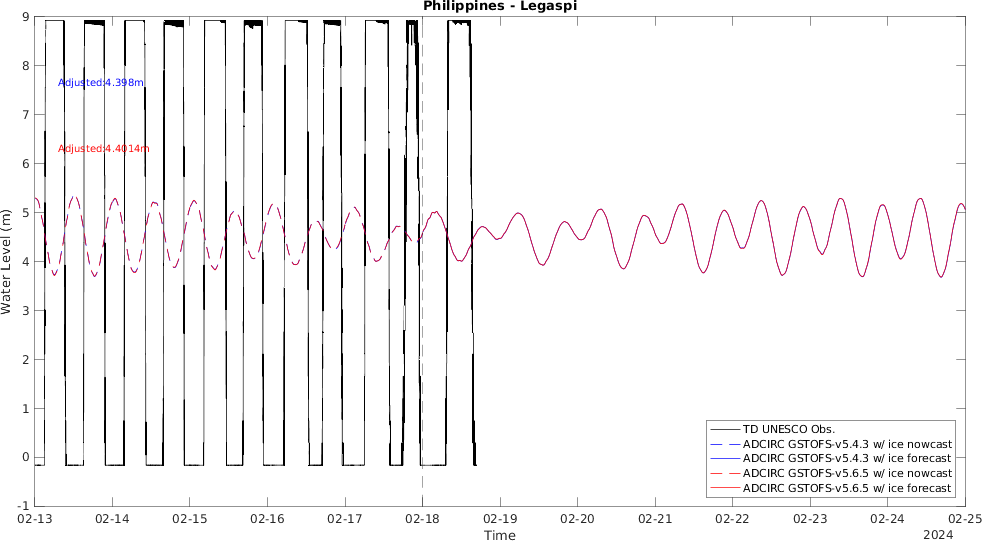 Philippines - Legaspi
9
8
7
6
5
4
3
2
1
0
-1
Water Level (m)
Adjusted:4.398m
Adjusted:4.4014m
TD UNESCO Obs.
ADCIRC GSTOFS-v5.4.3 w/ ice nowcast
ADCIRC GSTOFS-v5.4.3 w/ ice forecast
ADCIRC GSTOFS-v5.6.5 w/ ice nowcast
ADCIRC GSTOFS-v5.6.5 w/ ice forecast
02-13 02-14 02-15 02-16 02-17 02-18 02-19 02-20 02-21 02-22 02-23 02-24 02-25
Time
2024